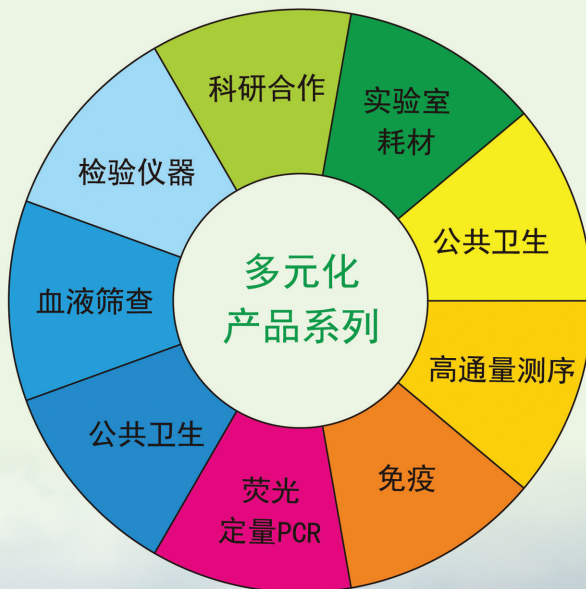 科研合作
实验室
耗材
公共卫生
高通量测序
免疫
荧光
定量PCR
公共卫生
血液筛查
检验仪器
多元化
产品系列